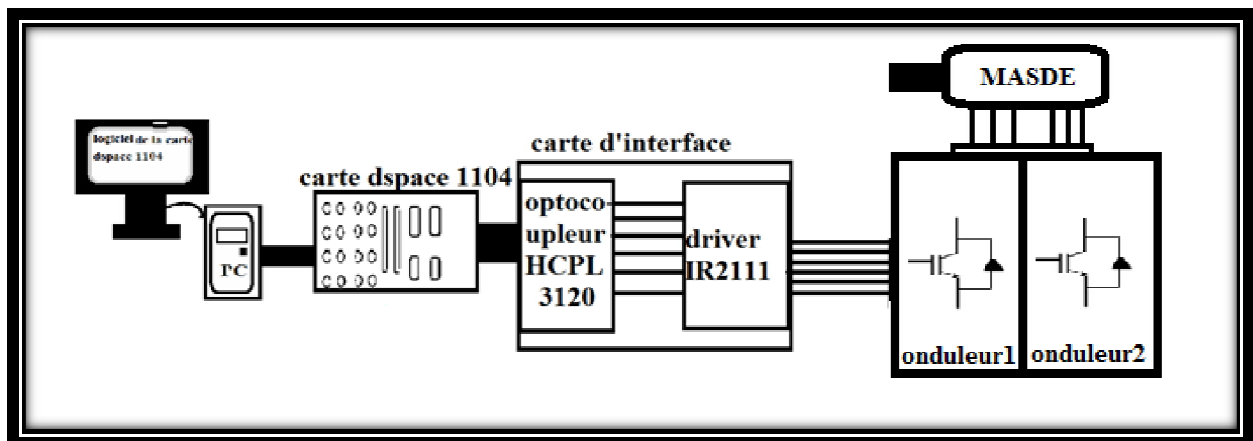 logiciel de la carte
dspace 1104
PC
carte dspace 1104
carte d'interface
optoco
upleur
HCPL
3120
driver
IR2111
MASDE
onduleur1
onduleur2